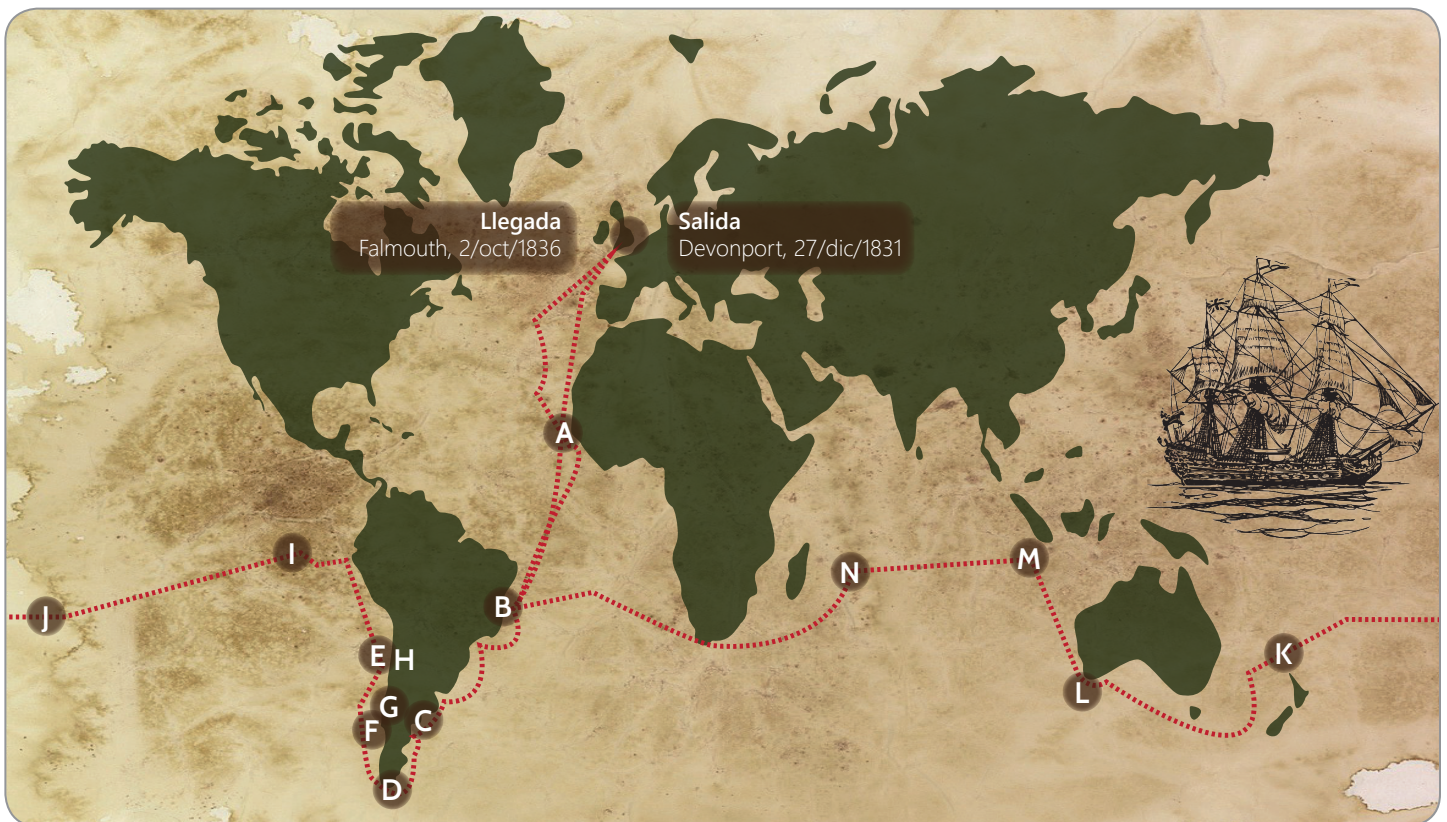 Llegada
Falmouth, 2/oct/1836
Salida
Devonport, 27/dic/1831
A
I
B
N
M
J
E
H
K
G
L
F
C
D